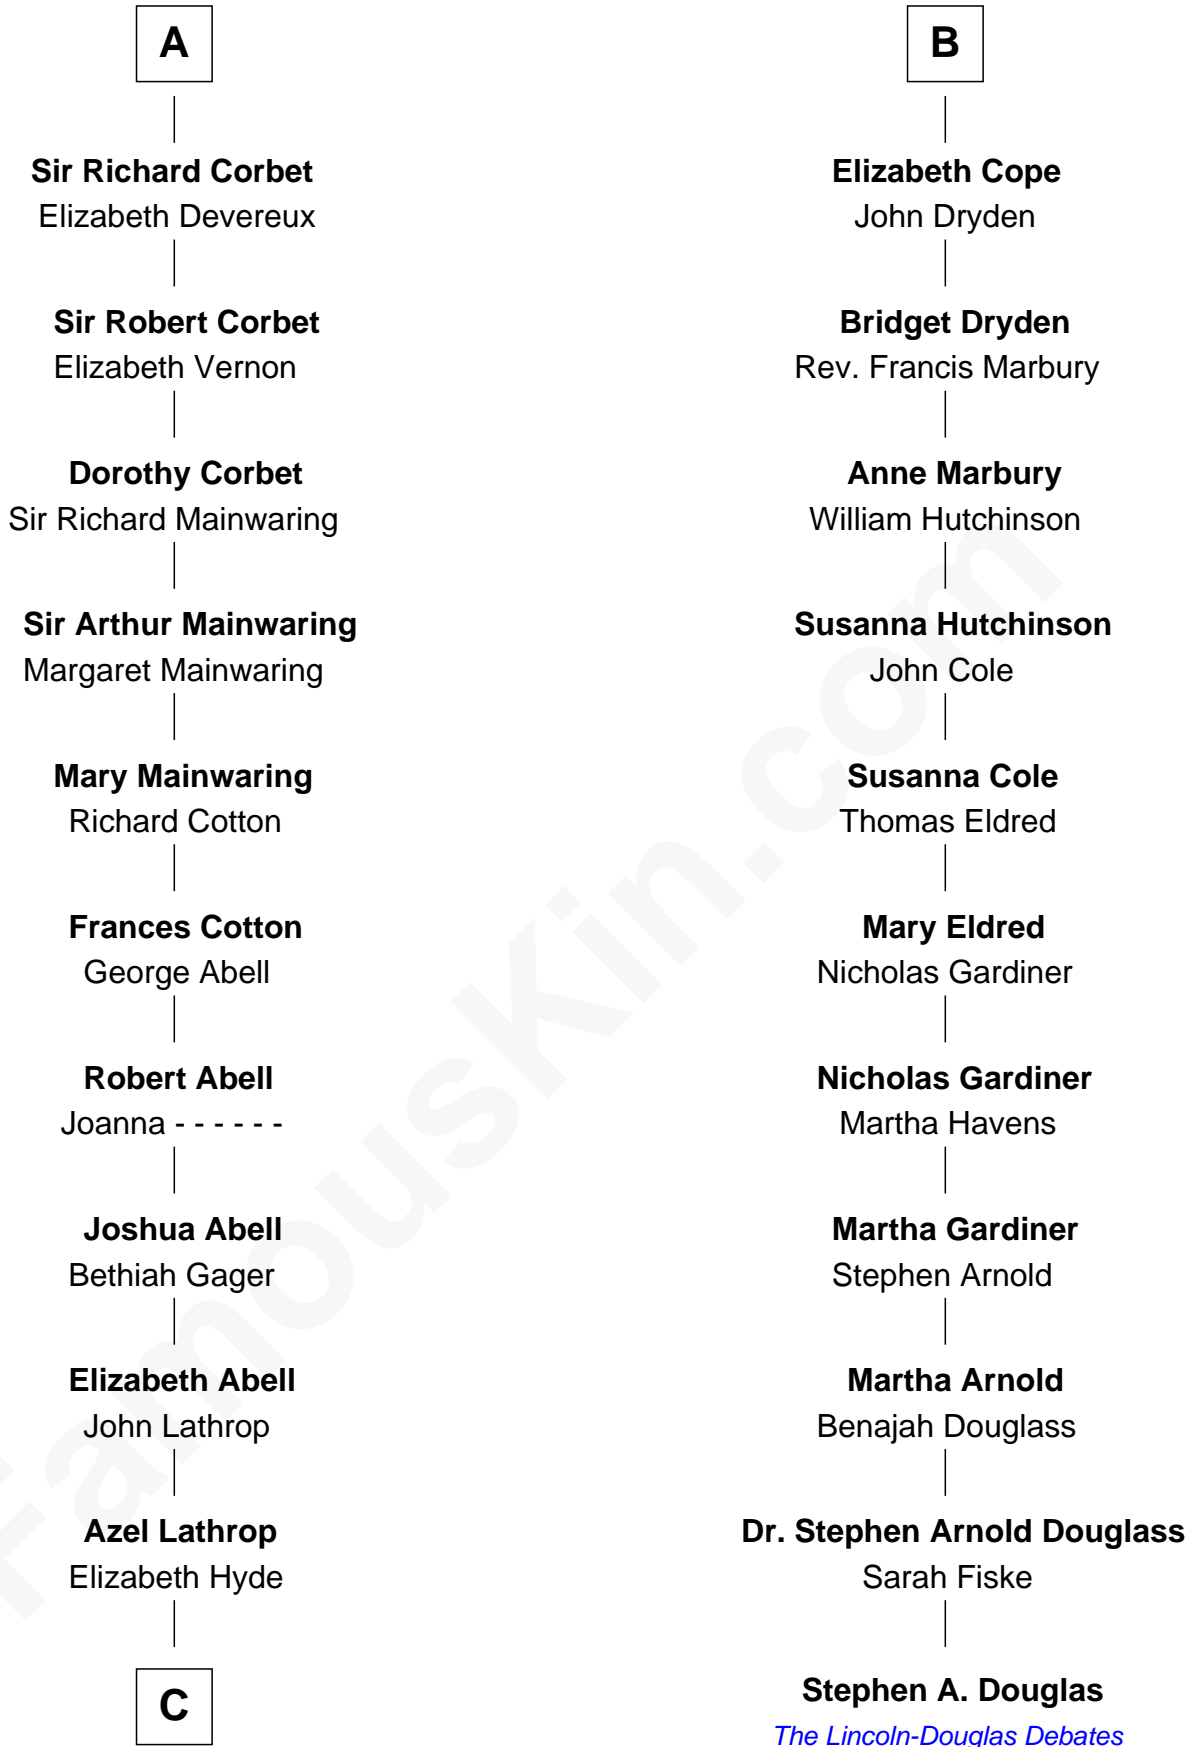 A
Sir Richard Corbet
Elizabeth Devereux
Sir Robert Corbet
Elizabeth Vernon
Dorothy Corbet
Sir Richard Mainwaring
Sir Arthur Mainwaring
Margaret Mainwaring
Mary Mainwaring
Richard Cotton
Frances Cotton
George Abell
Robert Abell
Joanna - - - - - -
Joshua Abell
Bethiah Gager
Elizabeth Abell
John Lathrop
Azel Lathrop
Elizabeth Hyde
C
B
Elizabeth Cope
John Dryden
Bridget Dryden
Rev. Francis Marbury
Anne Marbury
William Hutchinson
Susanna Hutchinson
John Cole
Susanna Cole
Thomas Eldred
Mary Eldred
Nicholas Gardiner
Nicholas Gardiner
Martha Havens
Martha Gardiner
Stephen Arnold
Martha Arnold
Benajah Douglass
Dr. Stephen Arnold Douglass
Sarah Fiske
Stephen A. Douglas
The Lincoln-Douglas Debates
FamousKin.com